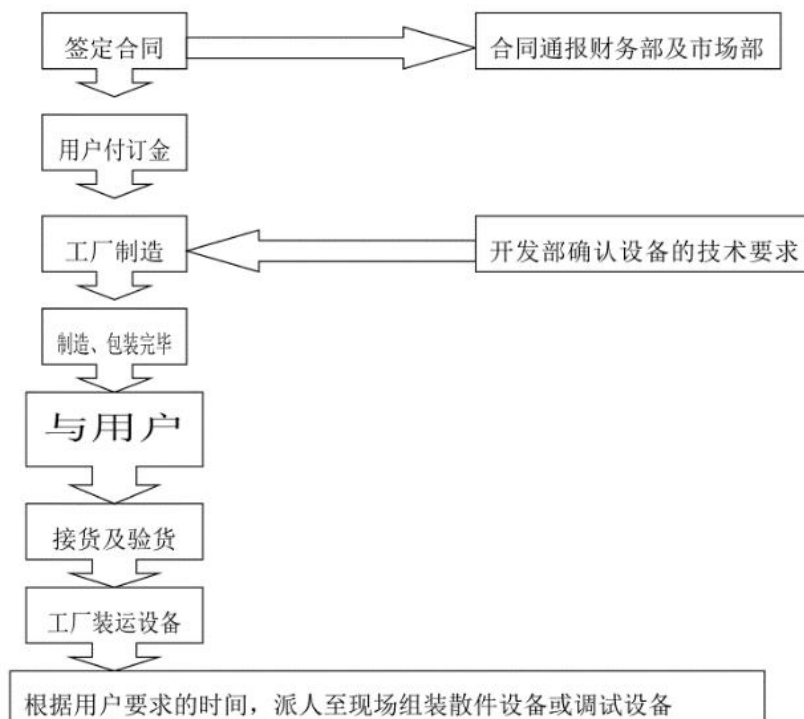 签定合同
合同通报财务部及市场部
用户付订金
工厂制造
开发部确认设备的技术要求
制造、包装完毕
与用户
接货及验货
工厂装运设备
根据用户要求的时间，派人至现场组装散件设备或调试设备